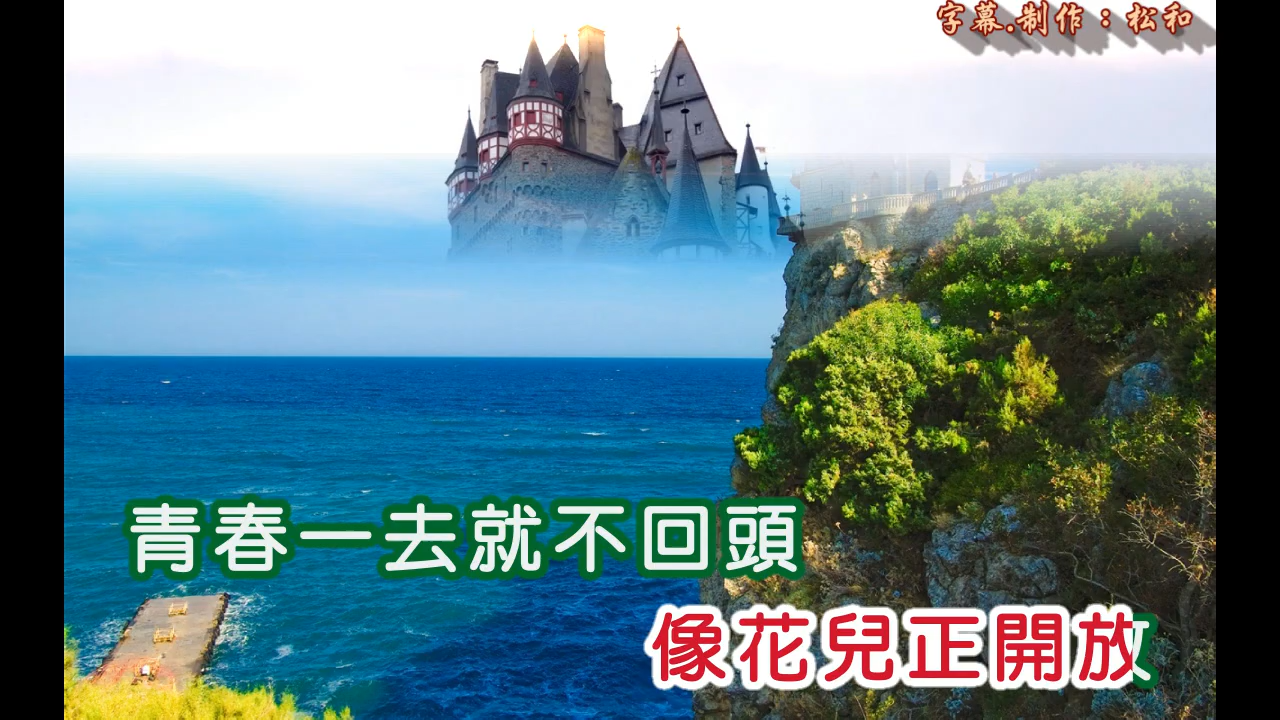 字幕.制作：松和
青春一去就不回頭
像花兒正開放